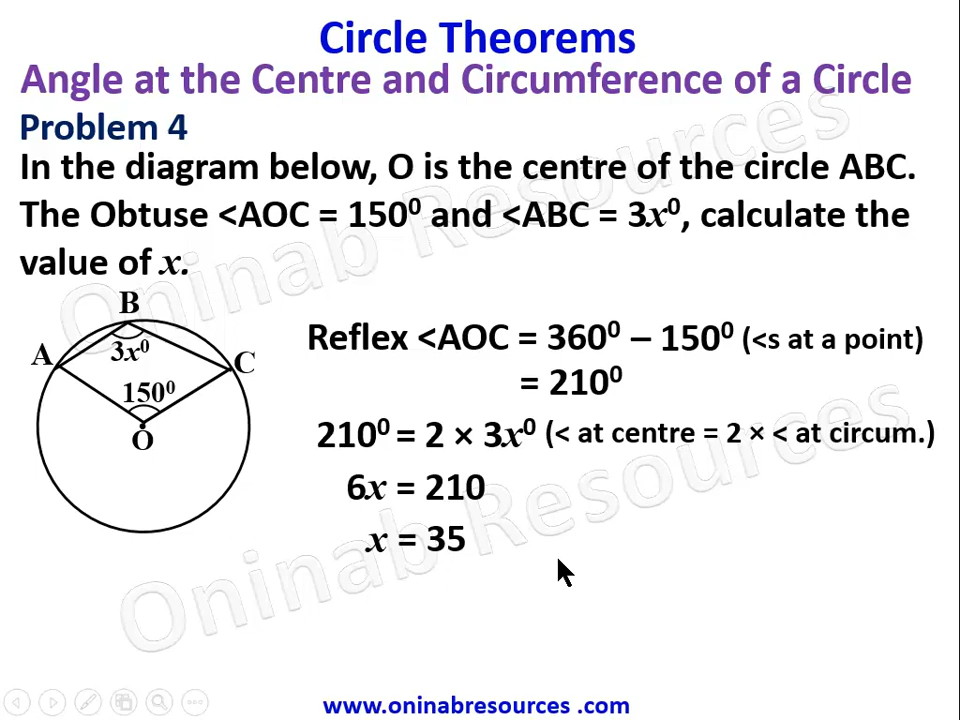 Circle Theorems
Angle at the Centre and Circumference of a Circle
Problem 4
In the diagram below, O is the centre of the circle ABC.
The Obtuse <AOC = 150⁰ and <ABC = 3x⁰, calculate the
value of x.
B
A
3x⁰
C
150⁰
O
Reflex <AOC = 360⁰ – 150⁰ (<s at a point)
= 210⁰
210⁰ = 2 × 3x⁰ (< at centre = 2 × < at circum.)
6x = 210
x = 35
Oninab Resources
Oninab Resources
www.oninabresources .com